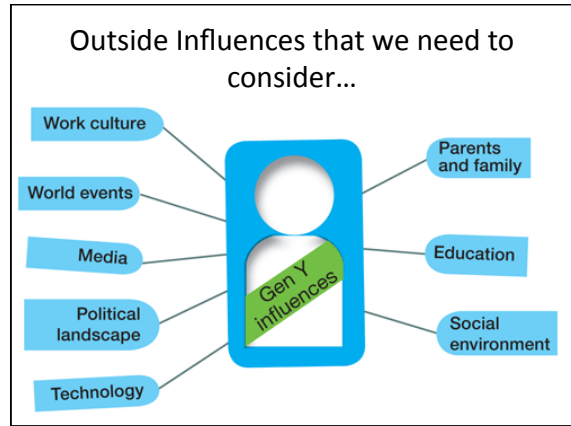 Outside Influences that we need to
consider…
Work culture
World events
Media
Political
landscape
Technology
Gen Y
influences
Parents
and family
Education
Social
environment